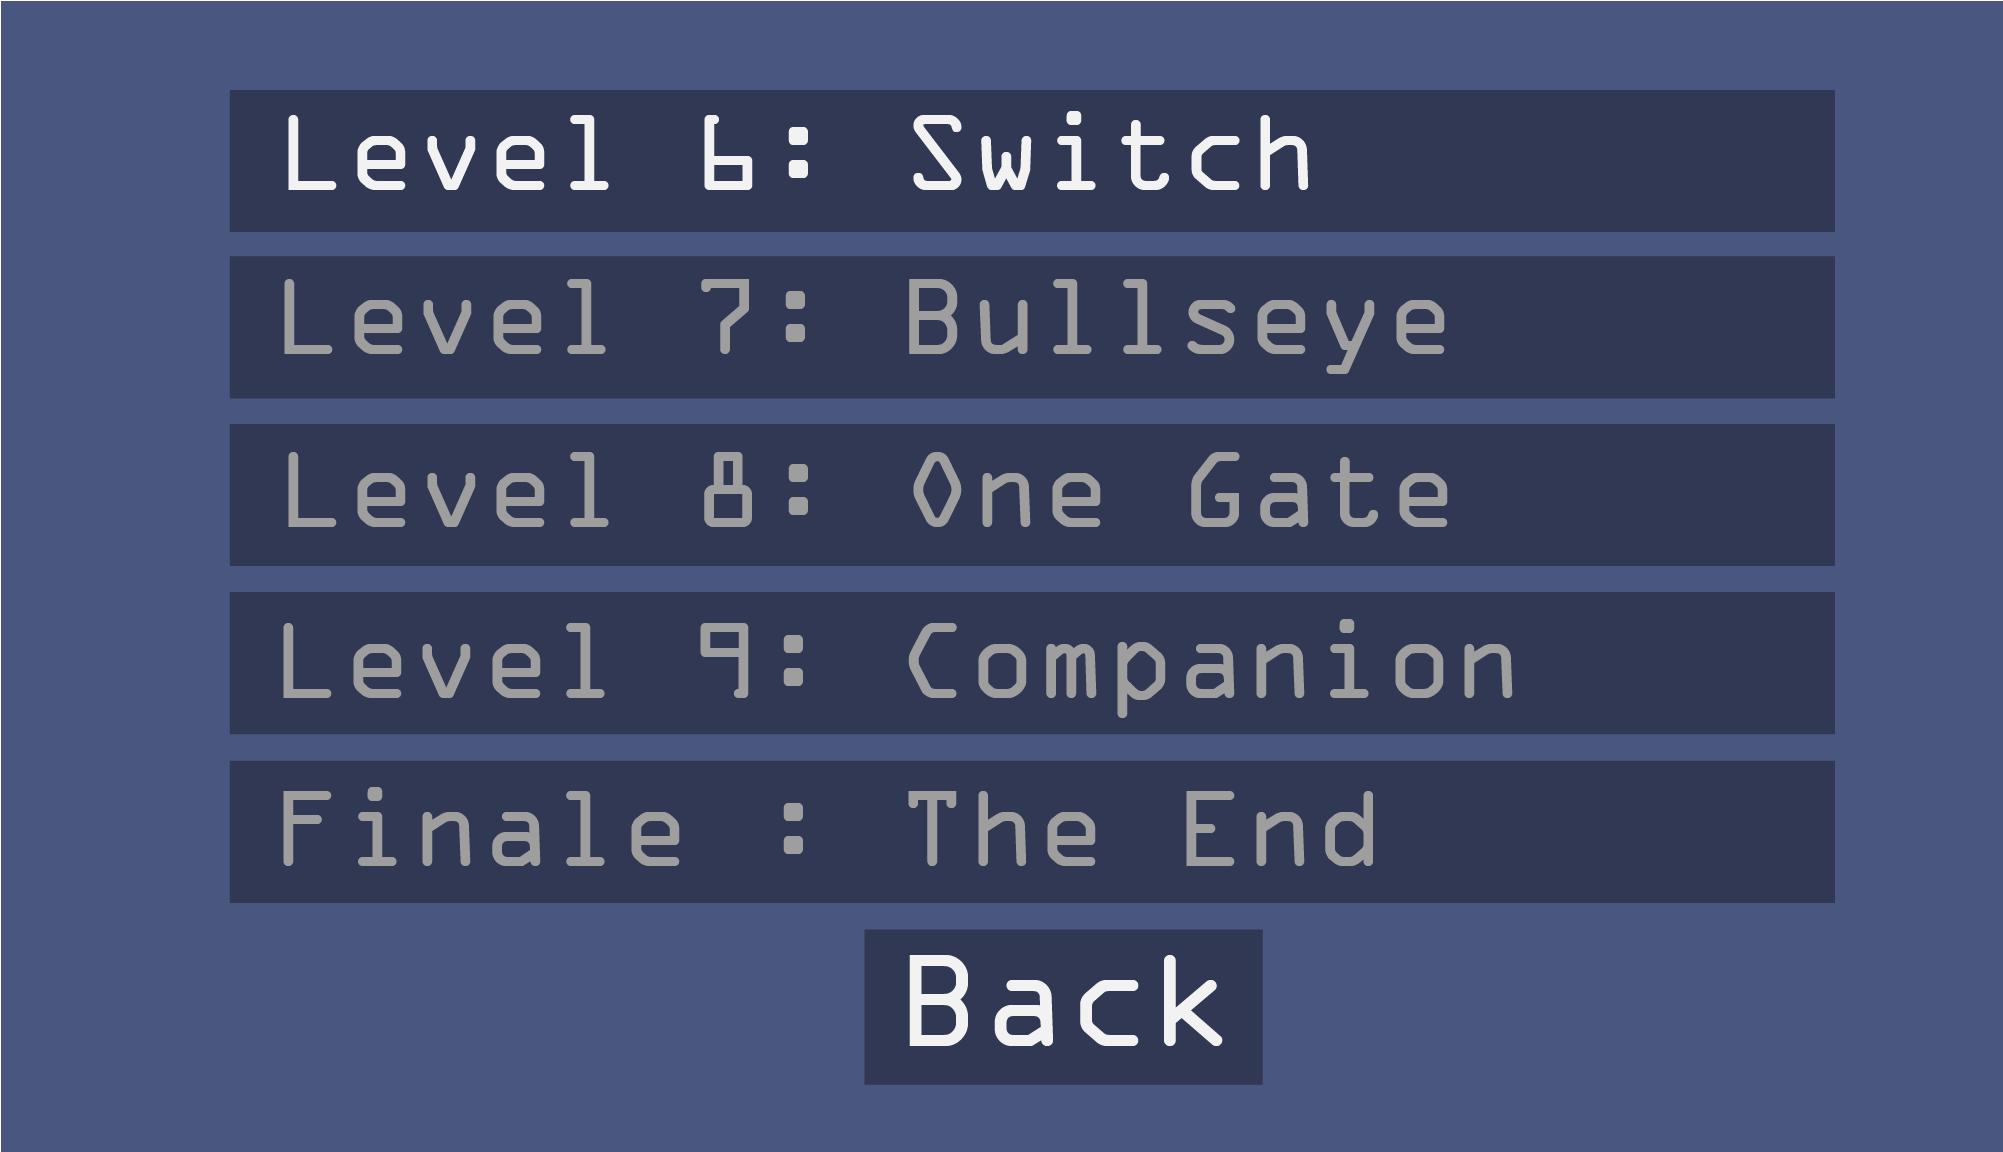 Level 6: Switch
Level 7: Bullseye
Level 8: One Gate
Level 9: Companion
Finale : The End
Back